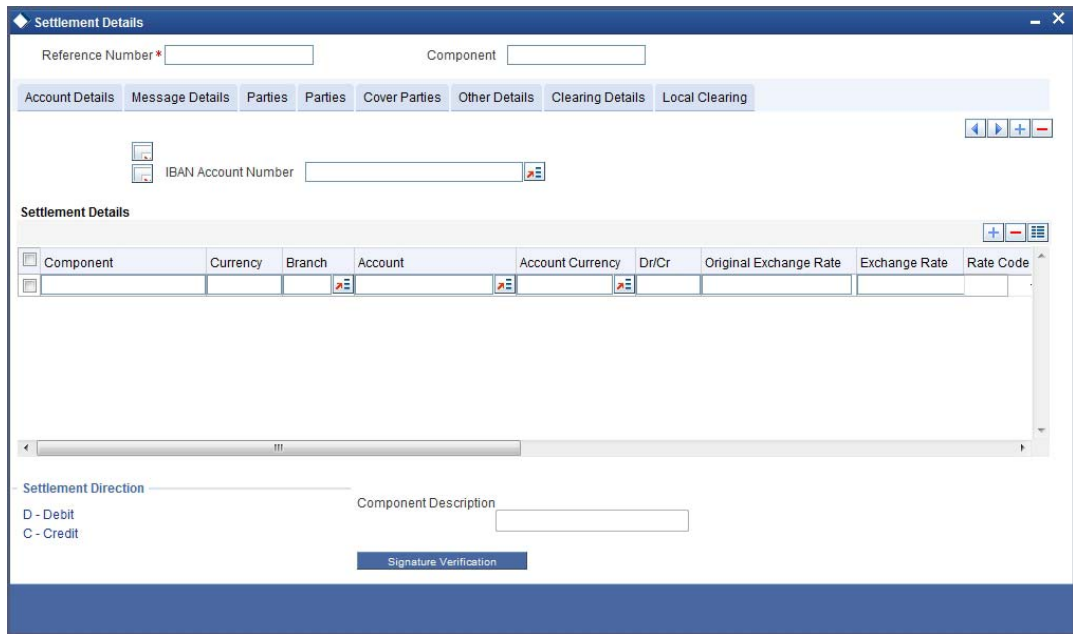 Settlement Details
Reference Number * Component
Account Details Message Details Parties Parties Cover Parties Other Details Clearing Details Local Clearing
IBAN Account Number
Settlement Details
Component Currency Branch Account Account Currency Dr/Cr Original Exchange Rate Exchange Rate Rate Code
Settlement Direction
Component Description
D - Debit
C - Credit
Signature Verification